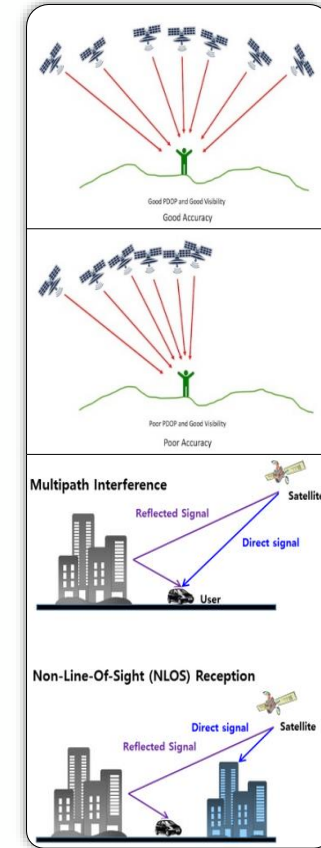 Good PDOP and Good Visibility
Good Accuracy
Poor PDOP and Good Visibility
Poor Accuracy
Multipath Interference
Satellite
Reflected Signal
Direct signal
User
Non-Line-Of-Sight (NLOS) Reception
Direct signal
Satellite
Reflected Signal